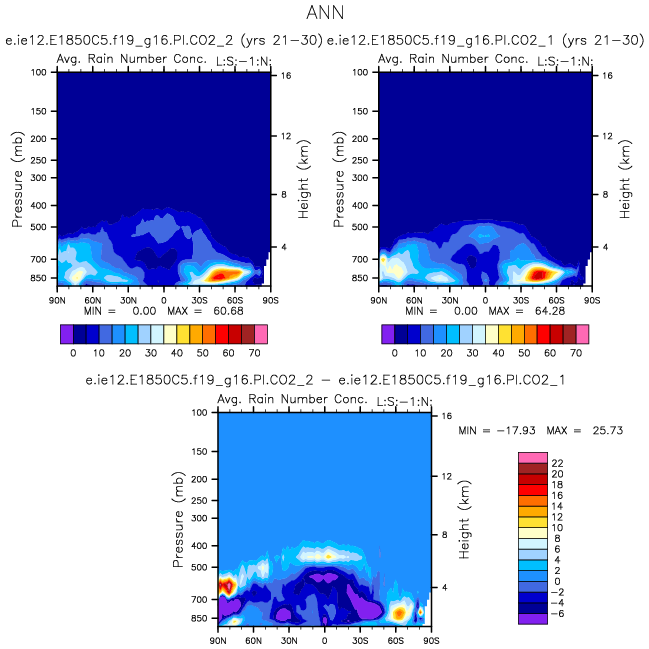 ANN
e.ie12.E1850C5.f19_g16.PI.CO2_2 (yrs 21-30) e.ie12.E1850C5.f19_g16.PI.CO2_1 (yrs 21-30)
Avg. Rain Number Conc. L:S:-1:N: Avg. Rain Number Conc. L:S:-1:N:
100 150 200 250 300 400 500 700 850
Pressure (mb)
16 12 8 4
Height (km)
90N 60N 30N 0 30S 60S 90S
MIN = 0.00 MAX = 60.68
0 10 20 30 40 50 60 70
100 150 200 250 300 400 500 700 850
Pressure (mb)
16 12 8 4
Height (km)
90N 60N 30N 0 30S 60S 90S
MIN = 0.00 MAX = 64.28
0 10 20 30 40 50 60 70
e.ie12.E1850C5.f19_g16.PI.CO2_2 - e.ie12.E1850C5.f19_g16.PI.CO2_1
Avg. Rain Number Conc. L:S:-1:N:
100 150 200 250 300 400 500 700 850
Pressure (mb)
16 12 8 4
Height (km)
90N 60N 30N 0 30S 60S 90S
MIN = -17.93 MAX = 25.73
22 20 18 16 14 12 10 8 6 4 2 0 -2 -4 -6